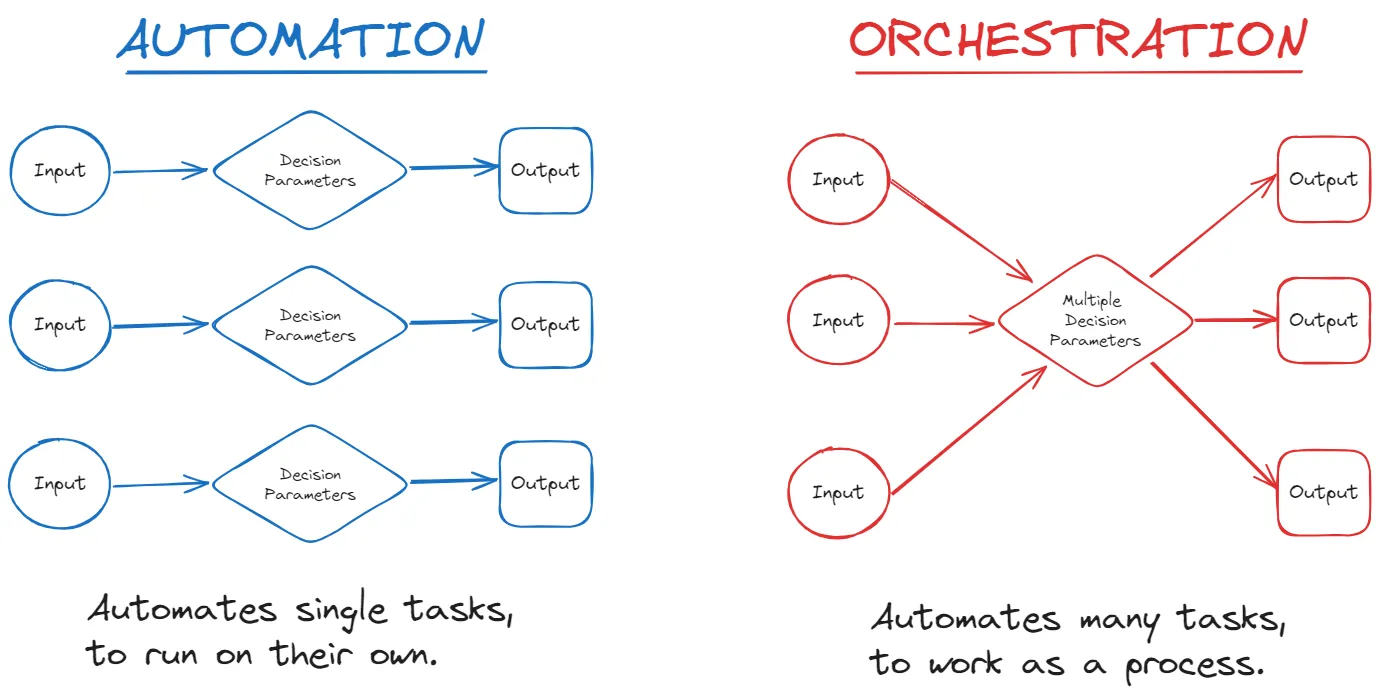 AUTOMATION
Input
Decision
Parameters
Output
Input
Decision
Parameters
Output
Input
Decision
Parameters
Output
Automates single tasks,
to run on their own.
ORCHESTRATION
Input
Input
Input
Multiple
Decision
Parameters
Output
Output
Output
Automates many tasks,
to work as a process.